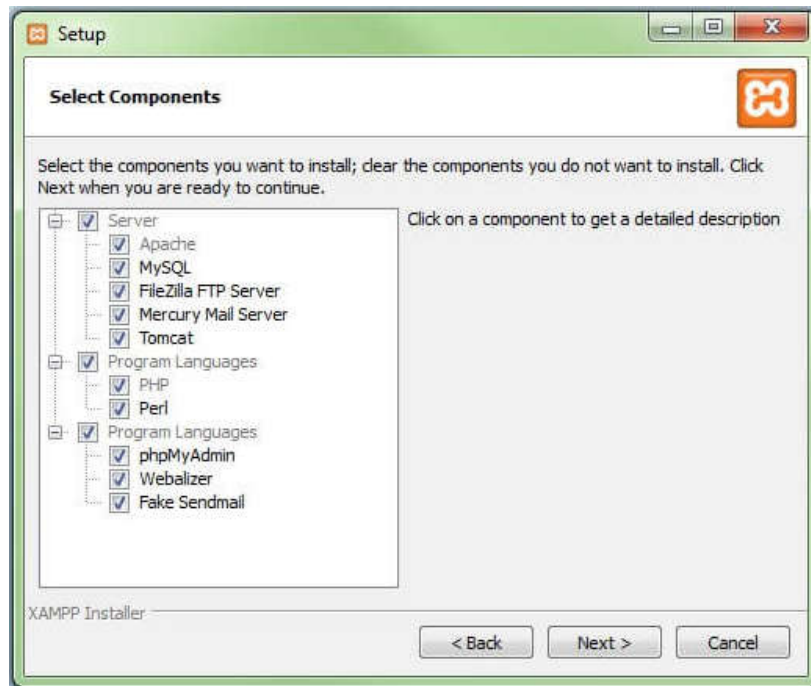 Setup
Select Components
Select the components you want to install; clear the components you do not want to install. Click
Next when you are ready to continue.
Server
Apache
MySQL
FileZilla FTP Server
Mercury Mail Server
Tomcat
Program Languages
PHP
Perl
Program Languages
phpMyAdmin
Webalizer
Fake Sendmail
Click on a component to get a detailed description
XAMPP Installer
< Back
Next >
Cancel